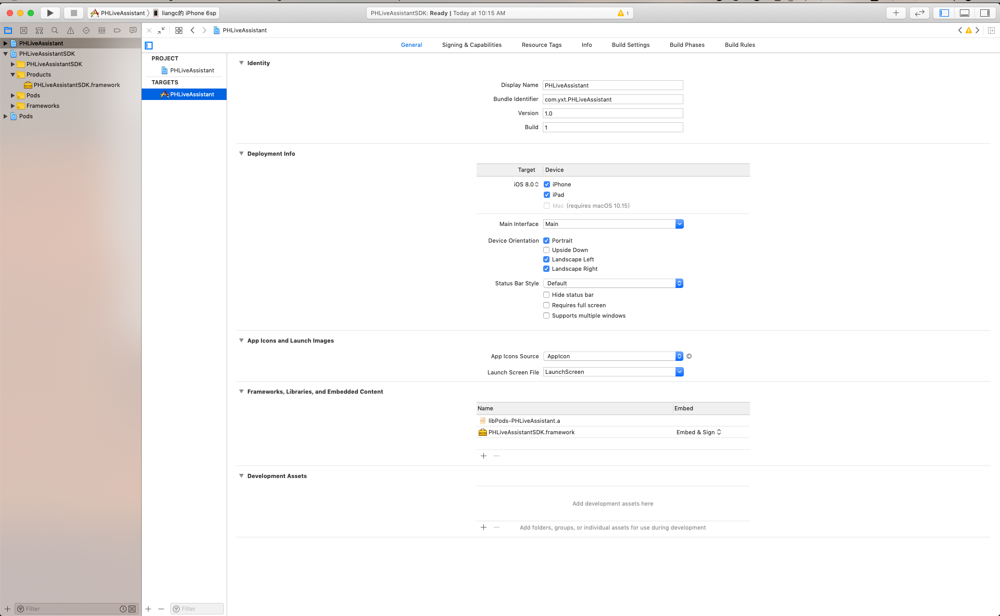 PHLiveAssistant 〉 liangc的 iPhone 6sp
PHLiveAssistantSDK: Ready | Today at 10:15 AM
1
PHLiveAssistant
PHLiveAssistant
PHLiveAssistantSDK
PHLiveAssistantSDK
Products
PHLiveAssistantSDK.framework
Pods
Frameworks
Pods
Filter
General
Signing & Capabilities
Resource Tags
Info
Build Settings
Build Phases
Build Rules
PROJECT
PHLiveAssistant
TARGETS
PHLiveAssistant
Filter
Identity
Display Name PHLiveAssistant
Bundle Identifier com.yxt.PHLiveAssistant
Version 1.0
Build 1
Deployment Info
Target Device
iOS 8.0 iPhone
iPad
Mac (requires macOS 10.15)
Main Interface Main
Device Orientation Portrait
Upside Down
Landscape Left
Landscape Right
Status Bar Style Default
Hide status bar
Requires full screen
Supports multiple windows
App Icons and Launch Images
App Icons Source AppIcon
Launch Screen File LaunchScreen
Frameworks, Libraries, and Embedded Content
Name Embed
libPods-PHLiveAssistant.a
PHLiveAssistantSDK.framework Embed & Sign
Development Assets
Add development assets here
Add folders, groups, or individual assets for use during development